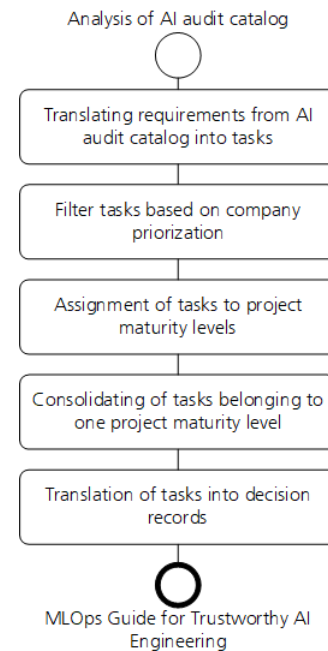 Analysis of AI audit catalog
Translating requirements from AI
audit catalog into tasks
Filter tasks based on company
priorization
Assignment of tasks to project
maturity levels
Consolidating of tasks belonging to
one project maturity level
Translation of tasks into decision
records
MLOps Guide for Trustworthy AI
Engineering